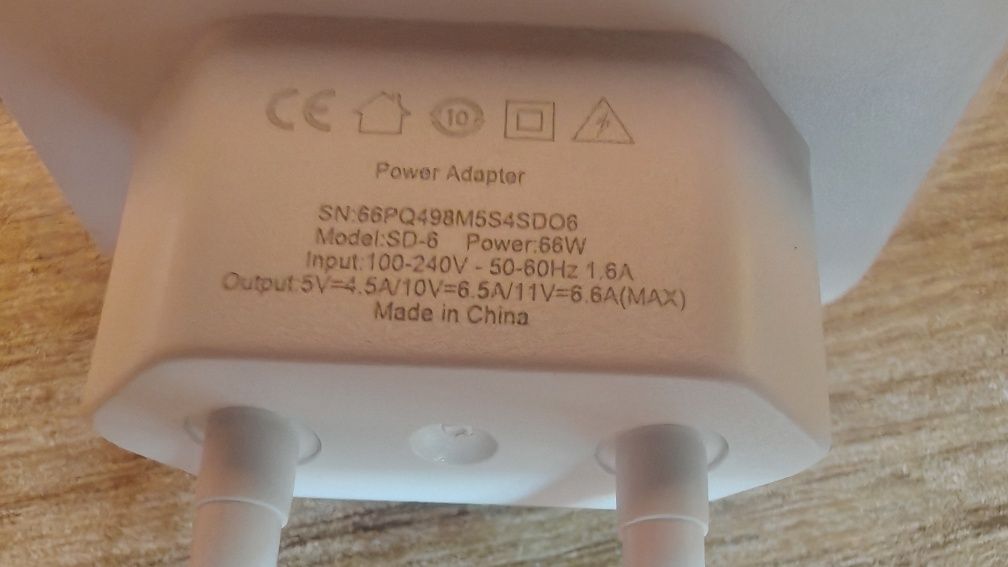 CE 10
Power Adapter
SN:66PQ498M5S4SDO6
Model:SD-6 Power:66W
Input:100-240V - 50-60Hz 1.6A
Output:5V=4.5A/10V=6.5A/11V=6.6A(MAX)
Made in China